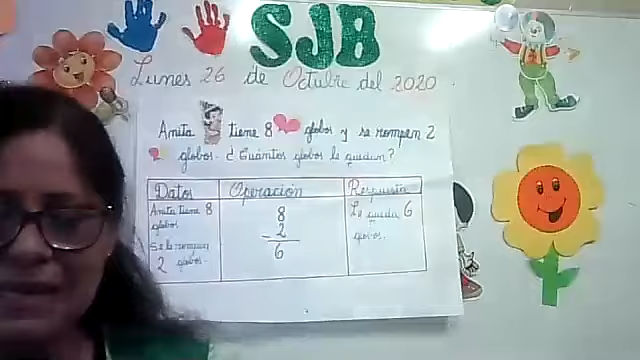 SJB
Lunes 26 de Octubre del 2020.
Anita tiene 8 globos y se rompen 2
globos. ¿Cuántos globos le quedan?
Datos Operación Respuesta
Anita tiene 8
globos
se le rompen
2 globos.
8
- 2
6
Le queda 6
globos.